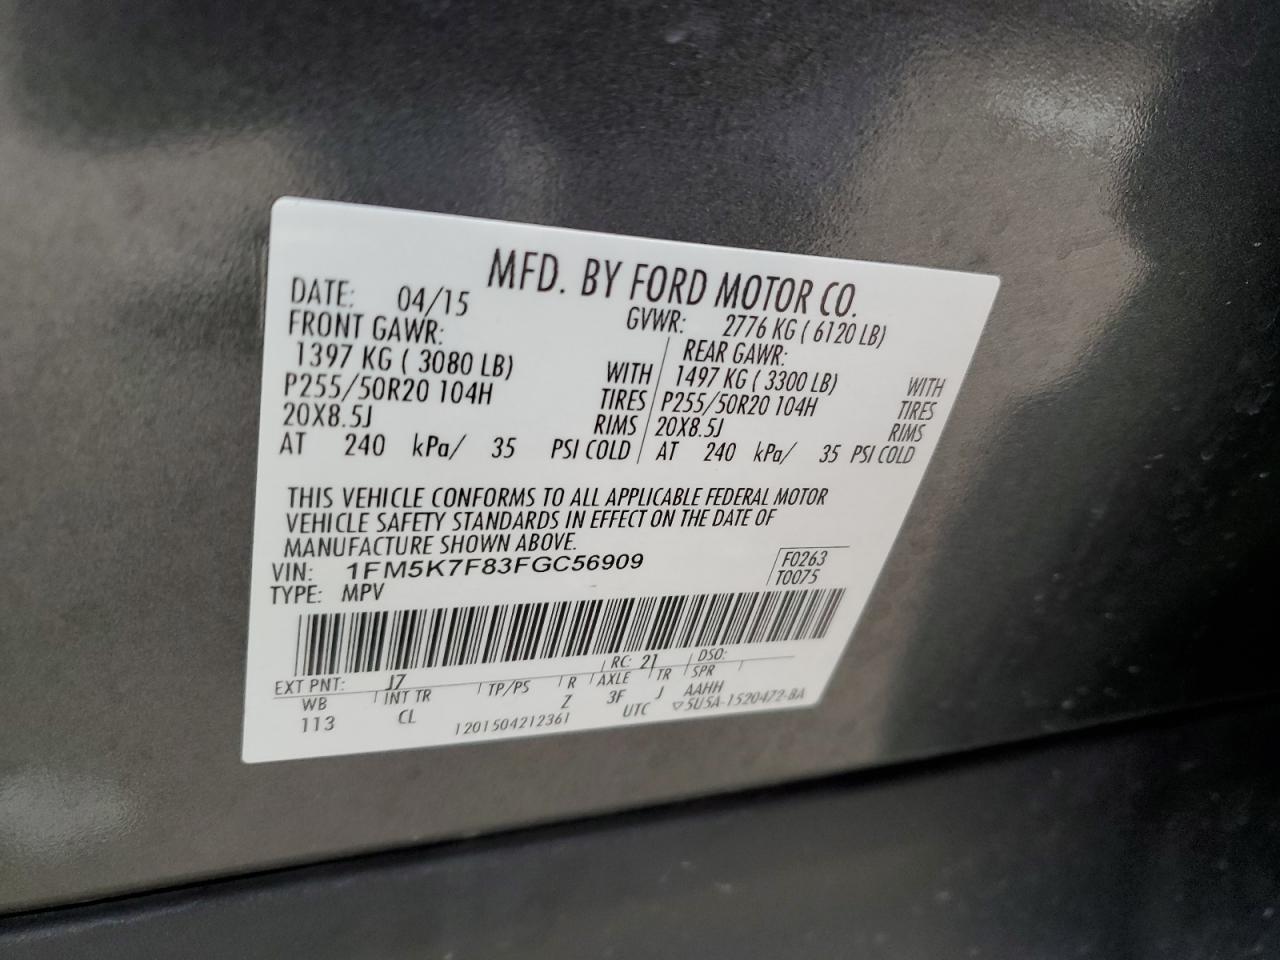 MFD. BY FORD MOTOR CO.
DATE: 04/15 GVWR: 2776 KG ( 6120 LB)
FRONT GAWR: REAR GAWR:
1397 KG ( 3080 LB) WITH 1497 KG ( 3300 LB) WITH
P255/50R20 104H TIRES P255/50R20 104H TIRES
20X8.5J RIMS 20X8.5J RIMS
AT 240 kPa/ 35 PSI COLD AT 240 kPa/ 35 PSI COLD
THIS VEHICLE CONFORMS TO ALL APPLICABLE FEDERAL MOTOR
VEHICLE SAFETY STANDARDS IN EFFECT ON THE DATE OF
MANUFACTURE SHOWN ABOVE.
VIN: 1FM5K7F83FGC56909 F0263
TYPE: MPV T0075
EXT PNT: J7 RC: 21 DSO:
WB INT TR TP/PS R AXLE TR SPR
113 CL Z 3F J AAHH
1201504212361 UTC ▽5U5A-1520472-BA